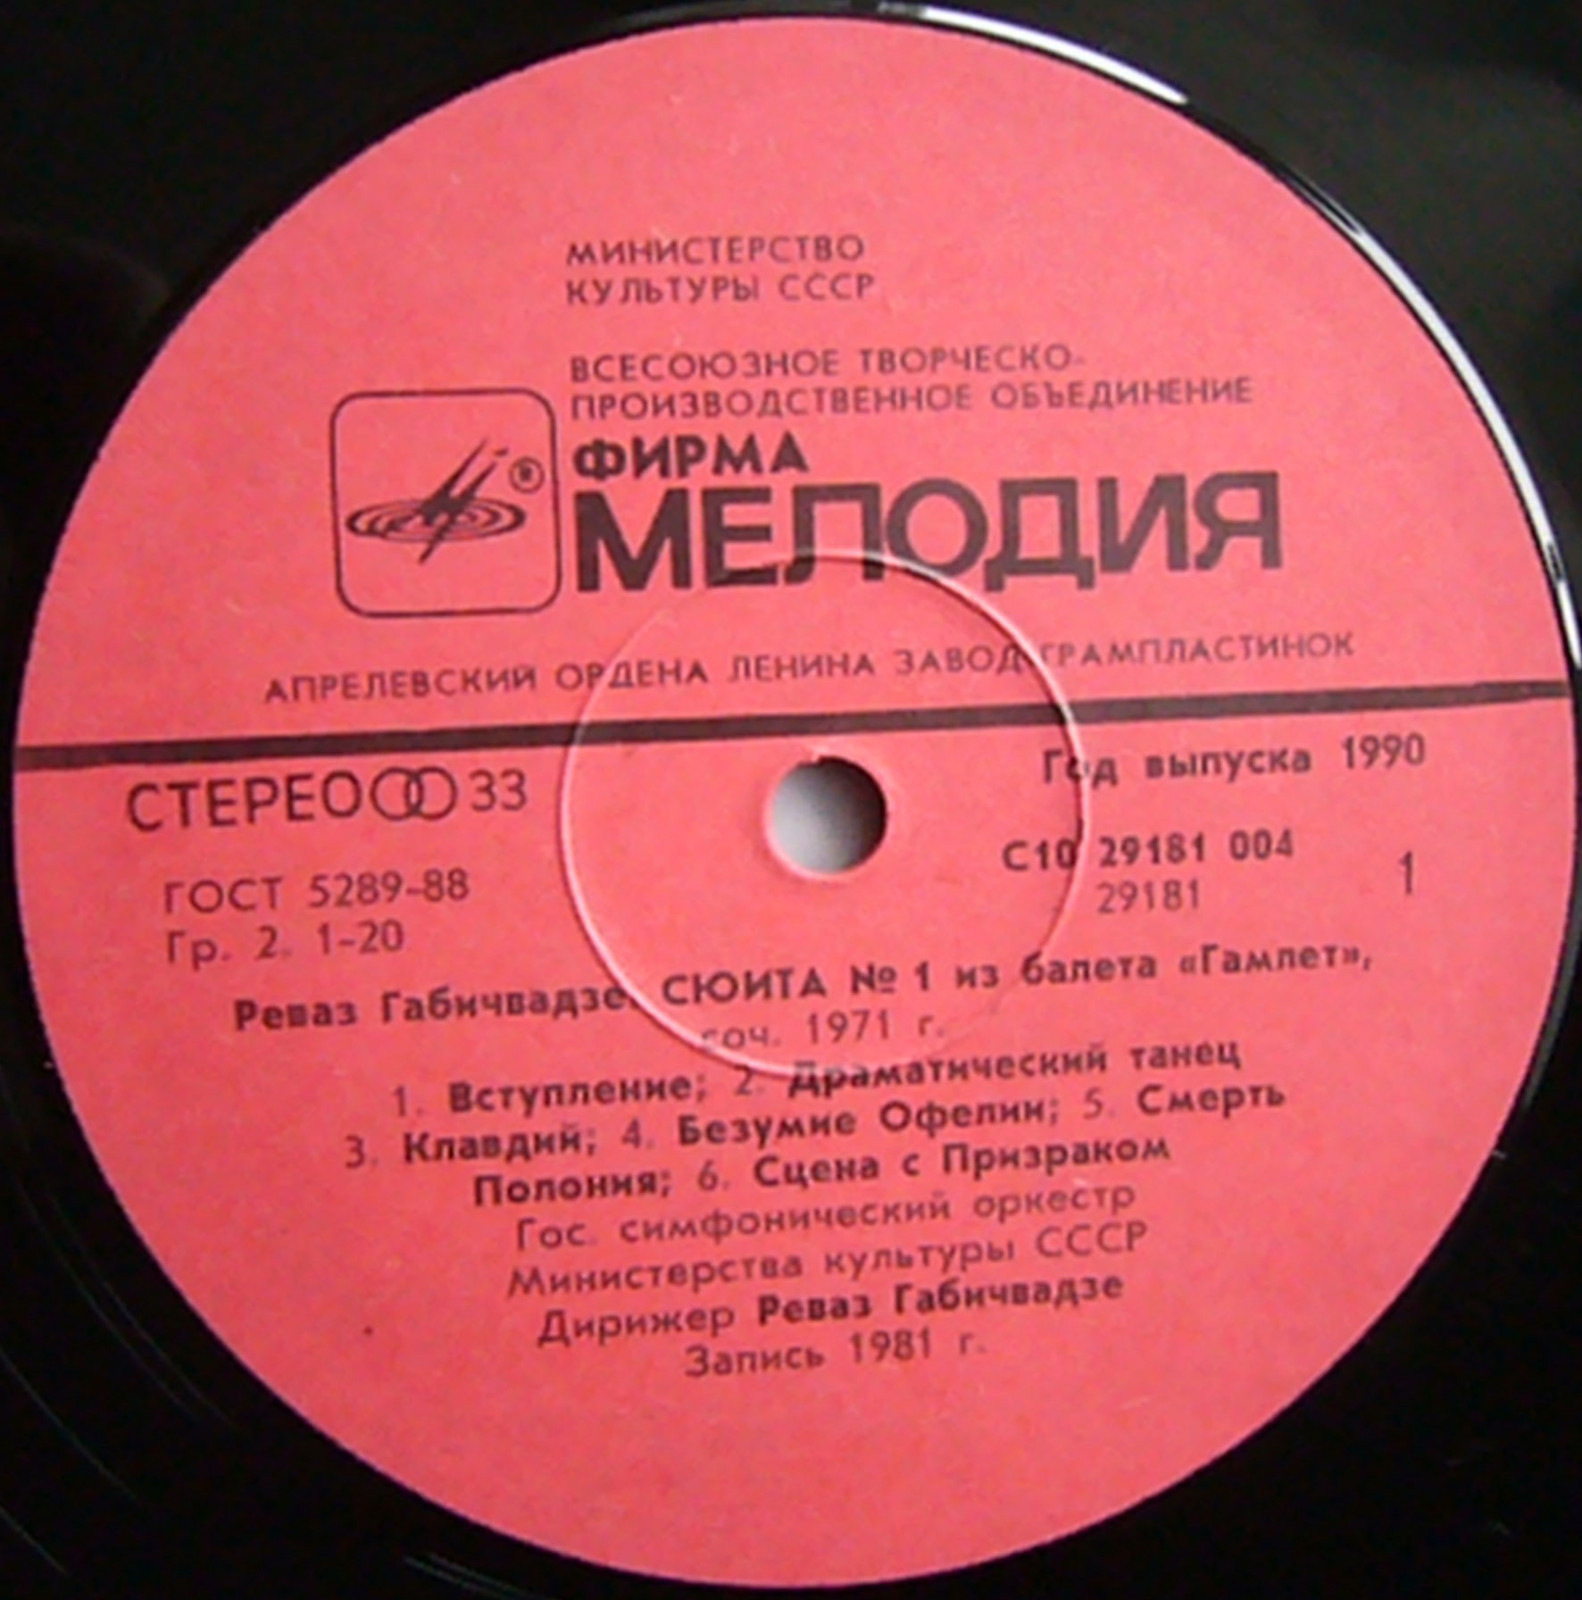 МИНИСТЕРСТВО
КУЛЬТУРЫ СССР
ВСЕСОЮЗНОЕ ТВОРЧЕСКО-
ПРОИЗВОДСТВЕННОЕ ОБЪЕДИНЕНИЕ
ФИРМА
МЕЛОДИЯ
®
АПРЕЛЕВСКИЙ ОРДЕНА ЛЕНИНА ЗАВОД ГРАМПЛАСТИНОК
СТЕРЕО 33
Год выпуска 1990
ГОСТ 5289-88
Гр. 2. 1-20
С10 29181 004
29181
1
Реваз Габичвадзе. СЮИТА № 1 из балета «Гамлет»,
соч. 1971 г.
1. Вступление; 2. Драматический танец
3. Клавдий; 4. Безумие Офелии; 5. Смерть
Полония; 6. Сцена с Призраком
Гос. симфонический оркестр
Министерства культуры СССР
Дирижер Реваз Габичвадзе
Запись 1981 г.